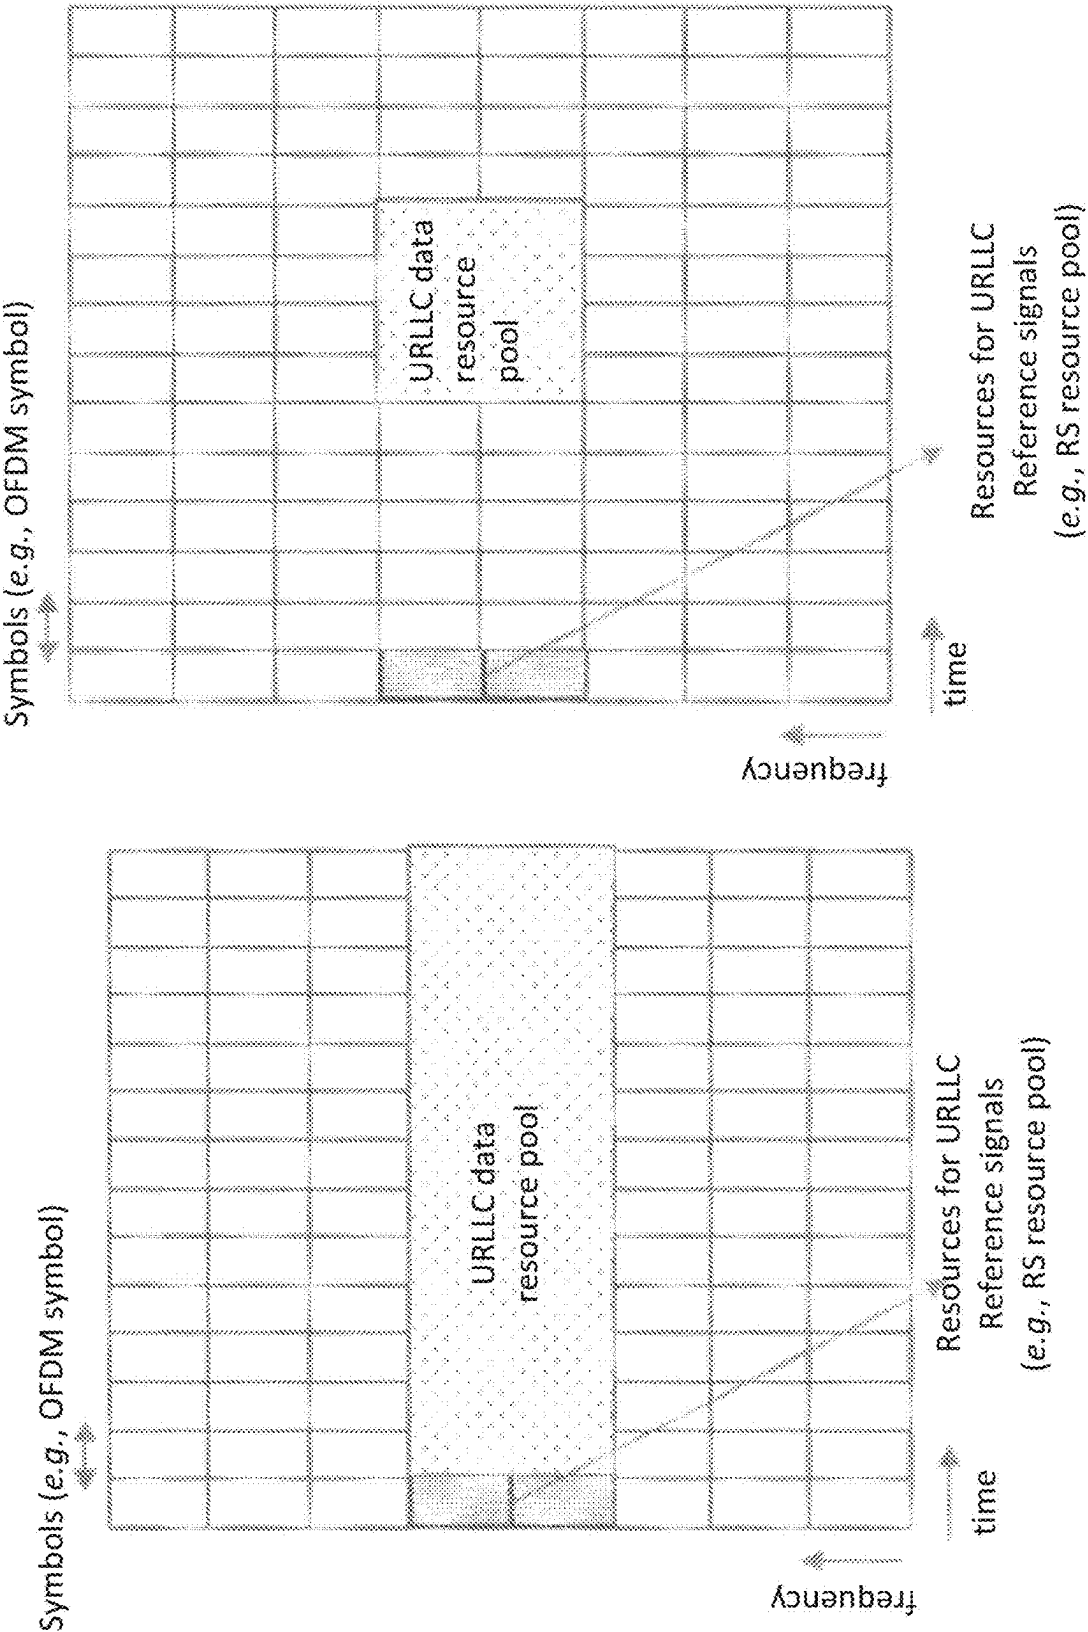 Symbols (e.g., OFDM symbol)
URLLC data
resource pool
frequency
time
Resources for URLLC
Reference signals
(e.g., RS resource pool)
Symbols (e.g., OFDM symbol)
URLLC data
resource
pool
frequency
time
Resources for URLLC
Reference signals
(e.g., RS resource pool)